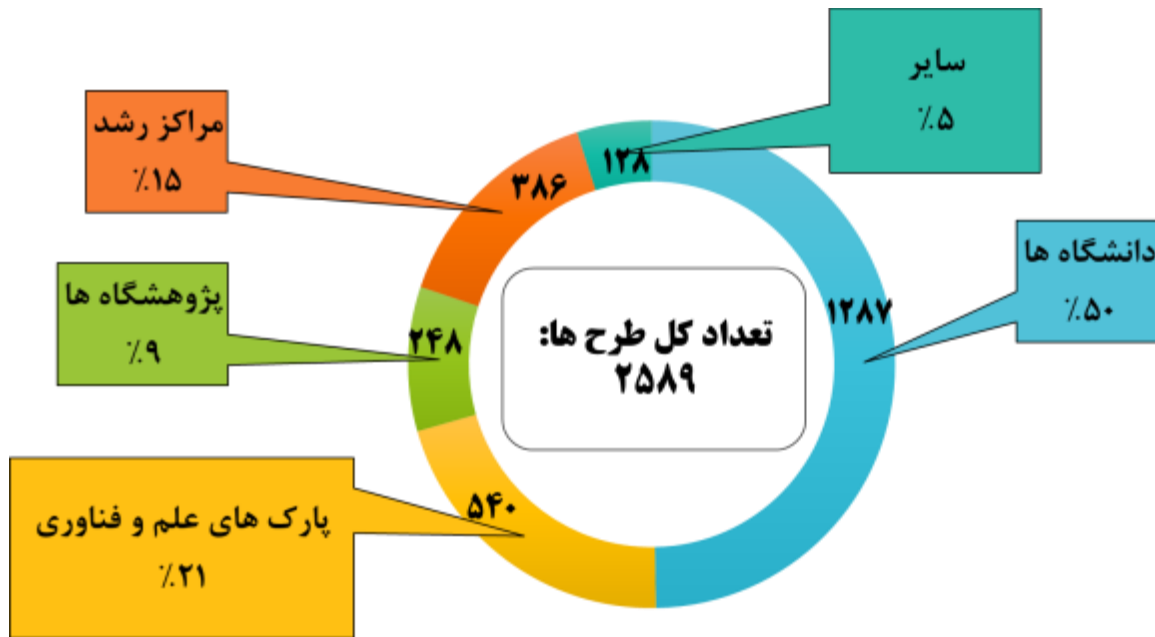 سایر
٪۵
۱۲۸
مراکز رشد
٪۱۵
۳۸۶
دانشگاه ها
٪۵۰
۱۲۸۷
پژوهشگاه ها
٪۹
۲۴۸
تعداد کل طرح ها:
۲۵۸۹
پارک های علم و فناوری
٪۲۱
۵۴۰